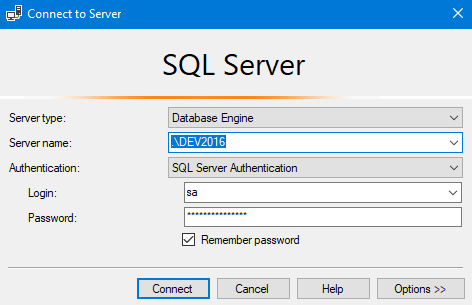 Connect to Server
SQL Server
Server type: Database Engine
Server name: .\DEV2016
Authentication: SQL Server Authentication
Login: sa
Password: ***************
Remember password
Connect Cancel Help Options >>